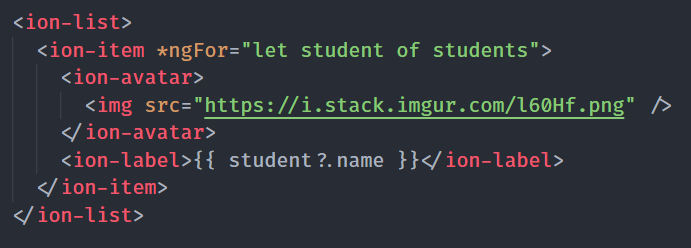 <ion-list>
<ion-item *ngFor="let student of students">
<ion-avatar>
<img src="https://i.stack.imgur.com/l60Hf.png" />
</ion-avatar>
<ion-label>{{ student?.name }}</ion-label>
</ion-item>
</ion-list>